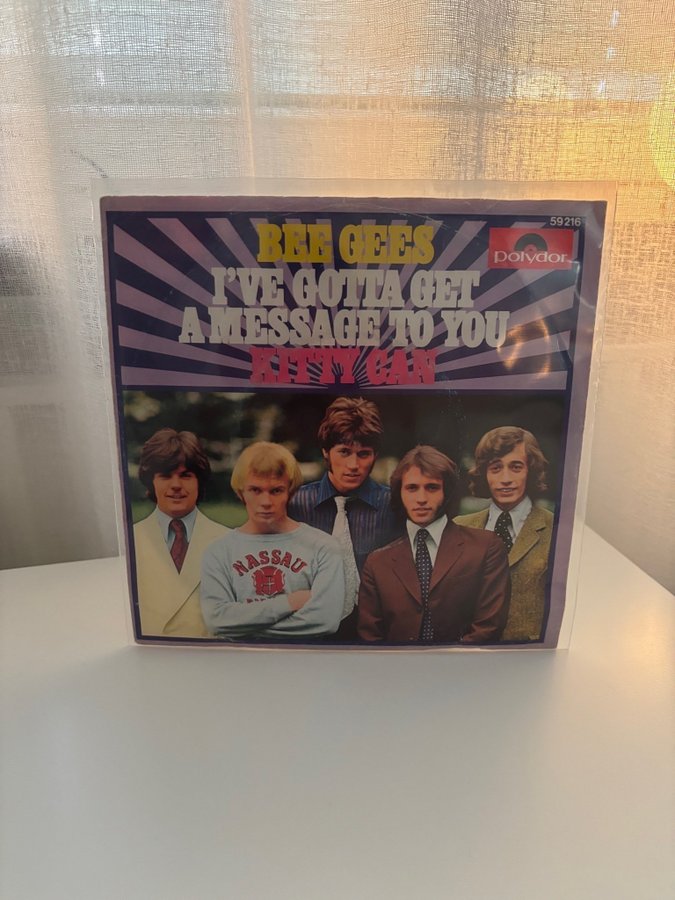 59216
BEE GEES
polydor
I'VE GOTTA GET
A MESSAGE TO YOU
KITTY CAN
NASSAU